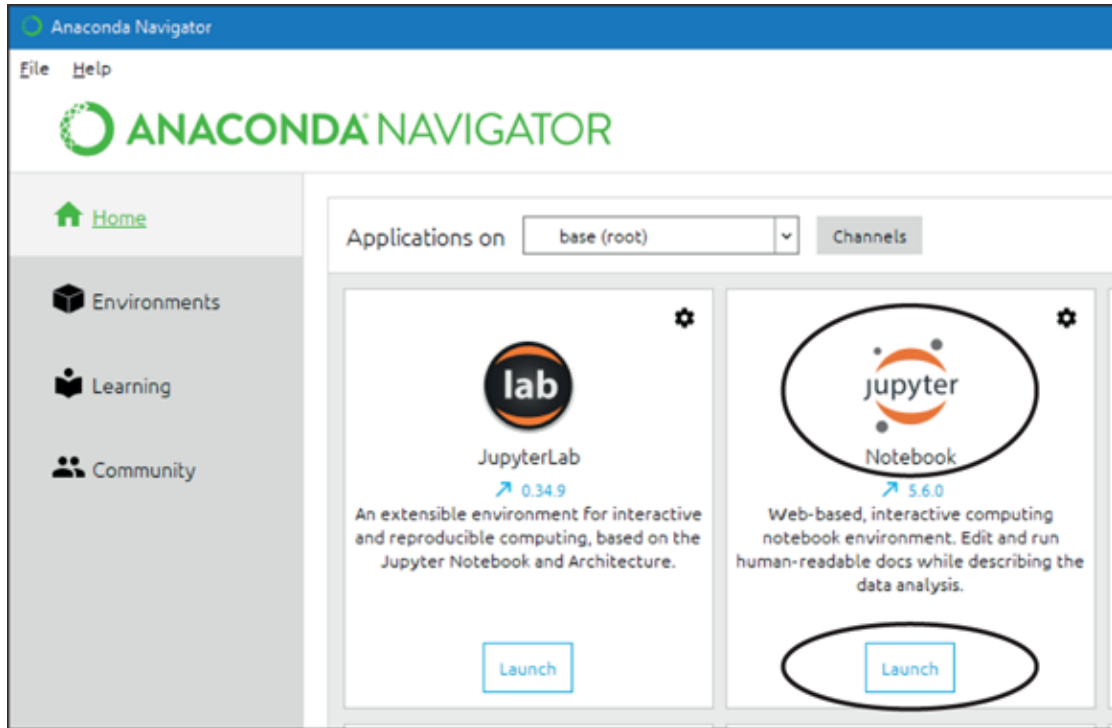 Anaconda Navigator
File Help
ANACONDA NAVIGATOR
Home
Environments
Learning
Community
Applications on base (root) Channels
lab
JupyterLab
0.34.9
An extensible environment for interactive
and reproducible computing, based on the
Jupyter Notebook and Architecture.
Launch
jupyter
Notebook
5.6.0
Web-based, interactive computing
notebook environment. Edit and run
human-readable docs while describing the
data analysis.
Launch